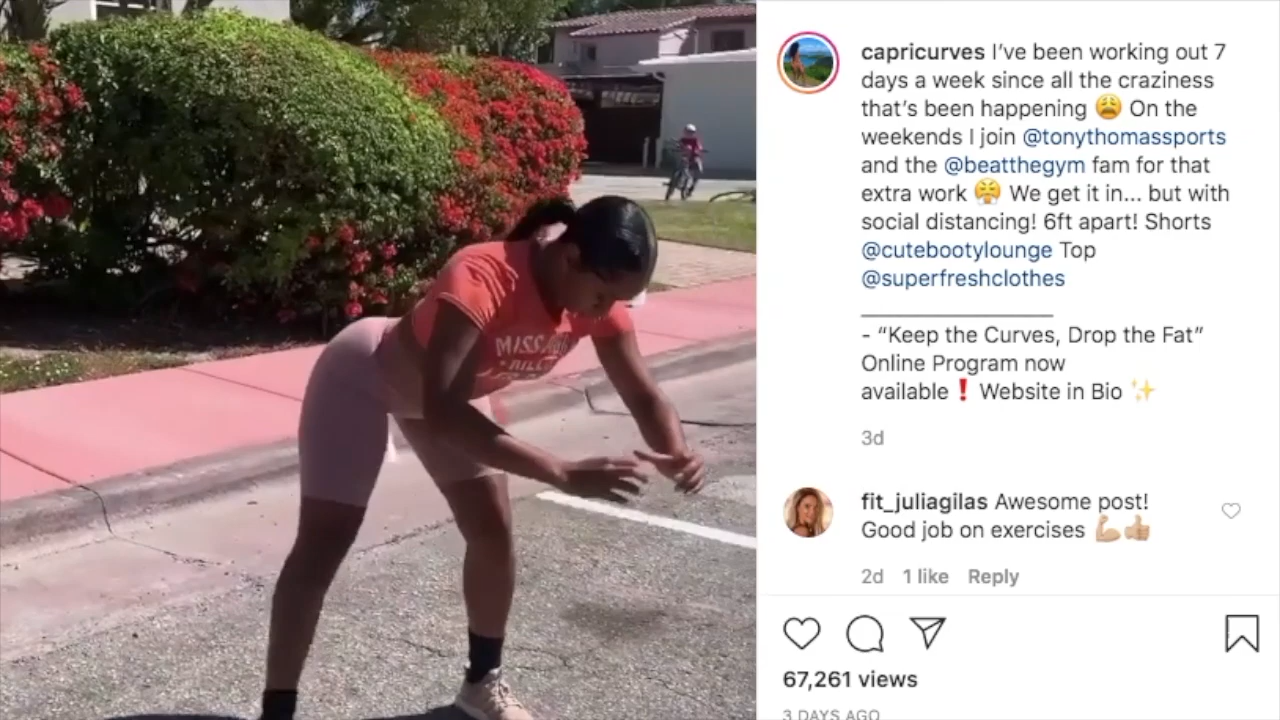 capricurves I've been working out 7
days a week since all the craziness
that's been happening 😩 On the
weekends I join @tonythomassports
and the @beatthegym fam for that
extra work 😤 We get it in... but with
social distancing! 6ft apart! Shorts
@cutebootylounge Top
@superfreshclothes
___________________
- “Keep the Curves, Drop the Fat”
Online Program now
available❗ Website in Bio ✨
3d
fit_juliagilas Awesome post!
Good job on exercises 💪🏼👍🏼
2d 1 like Reply
67,261 views
3 DAYS AGO